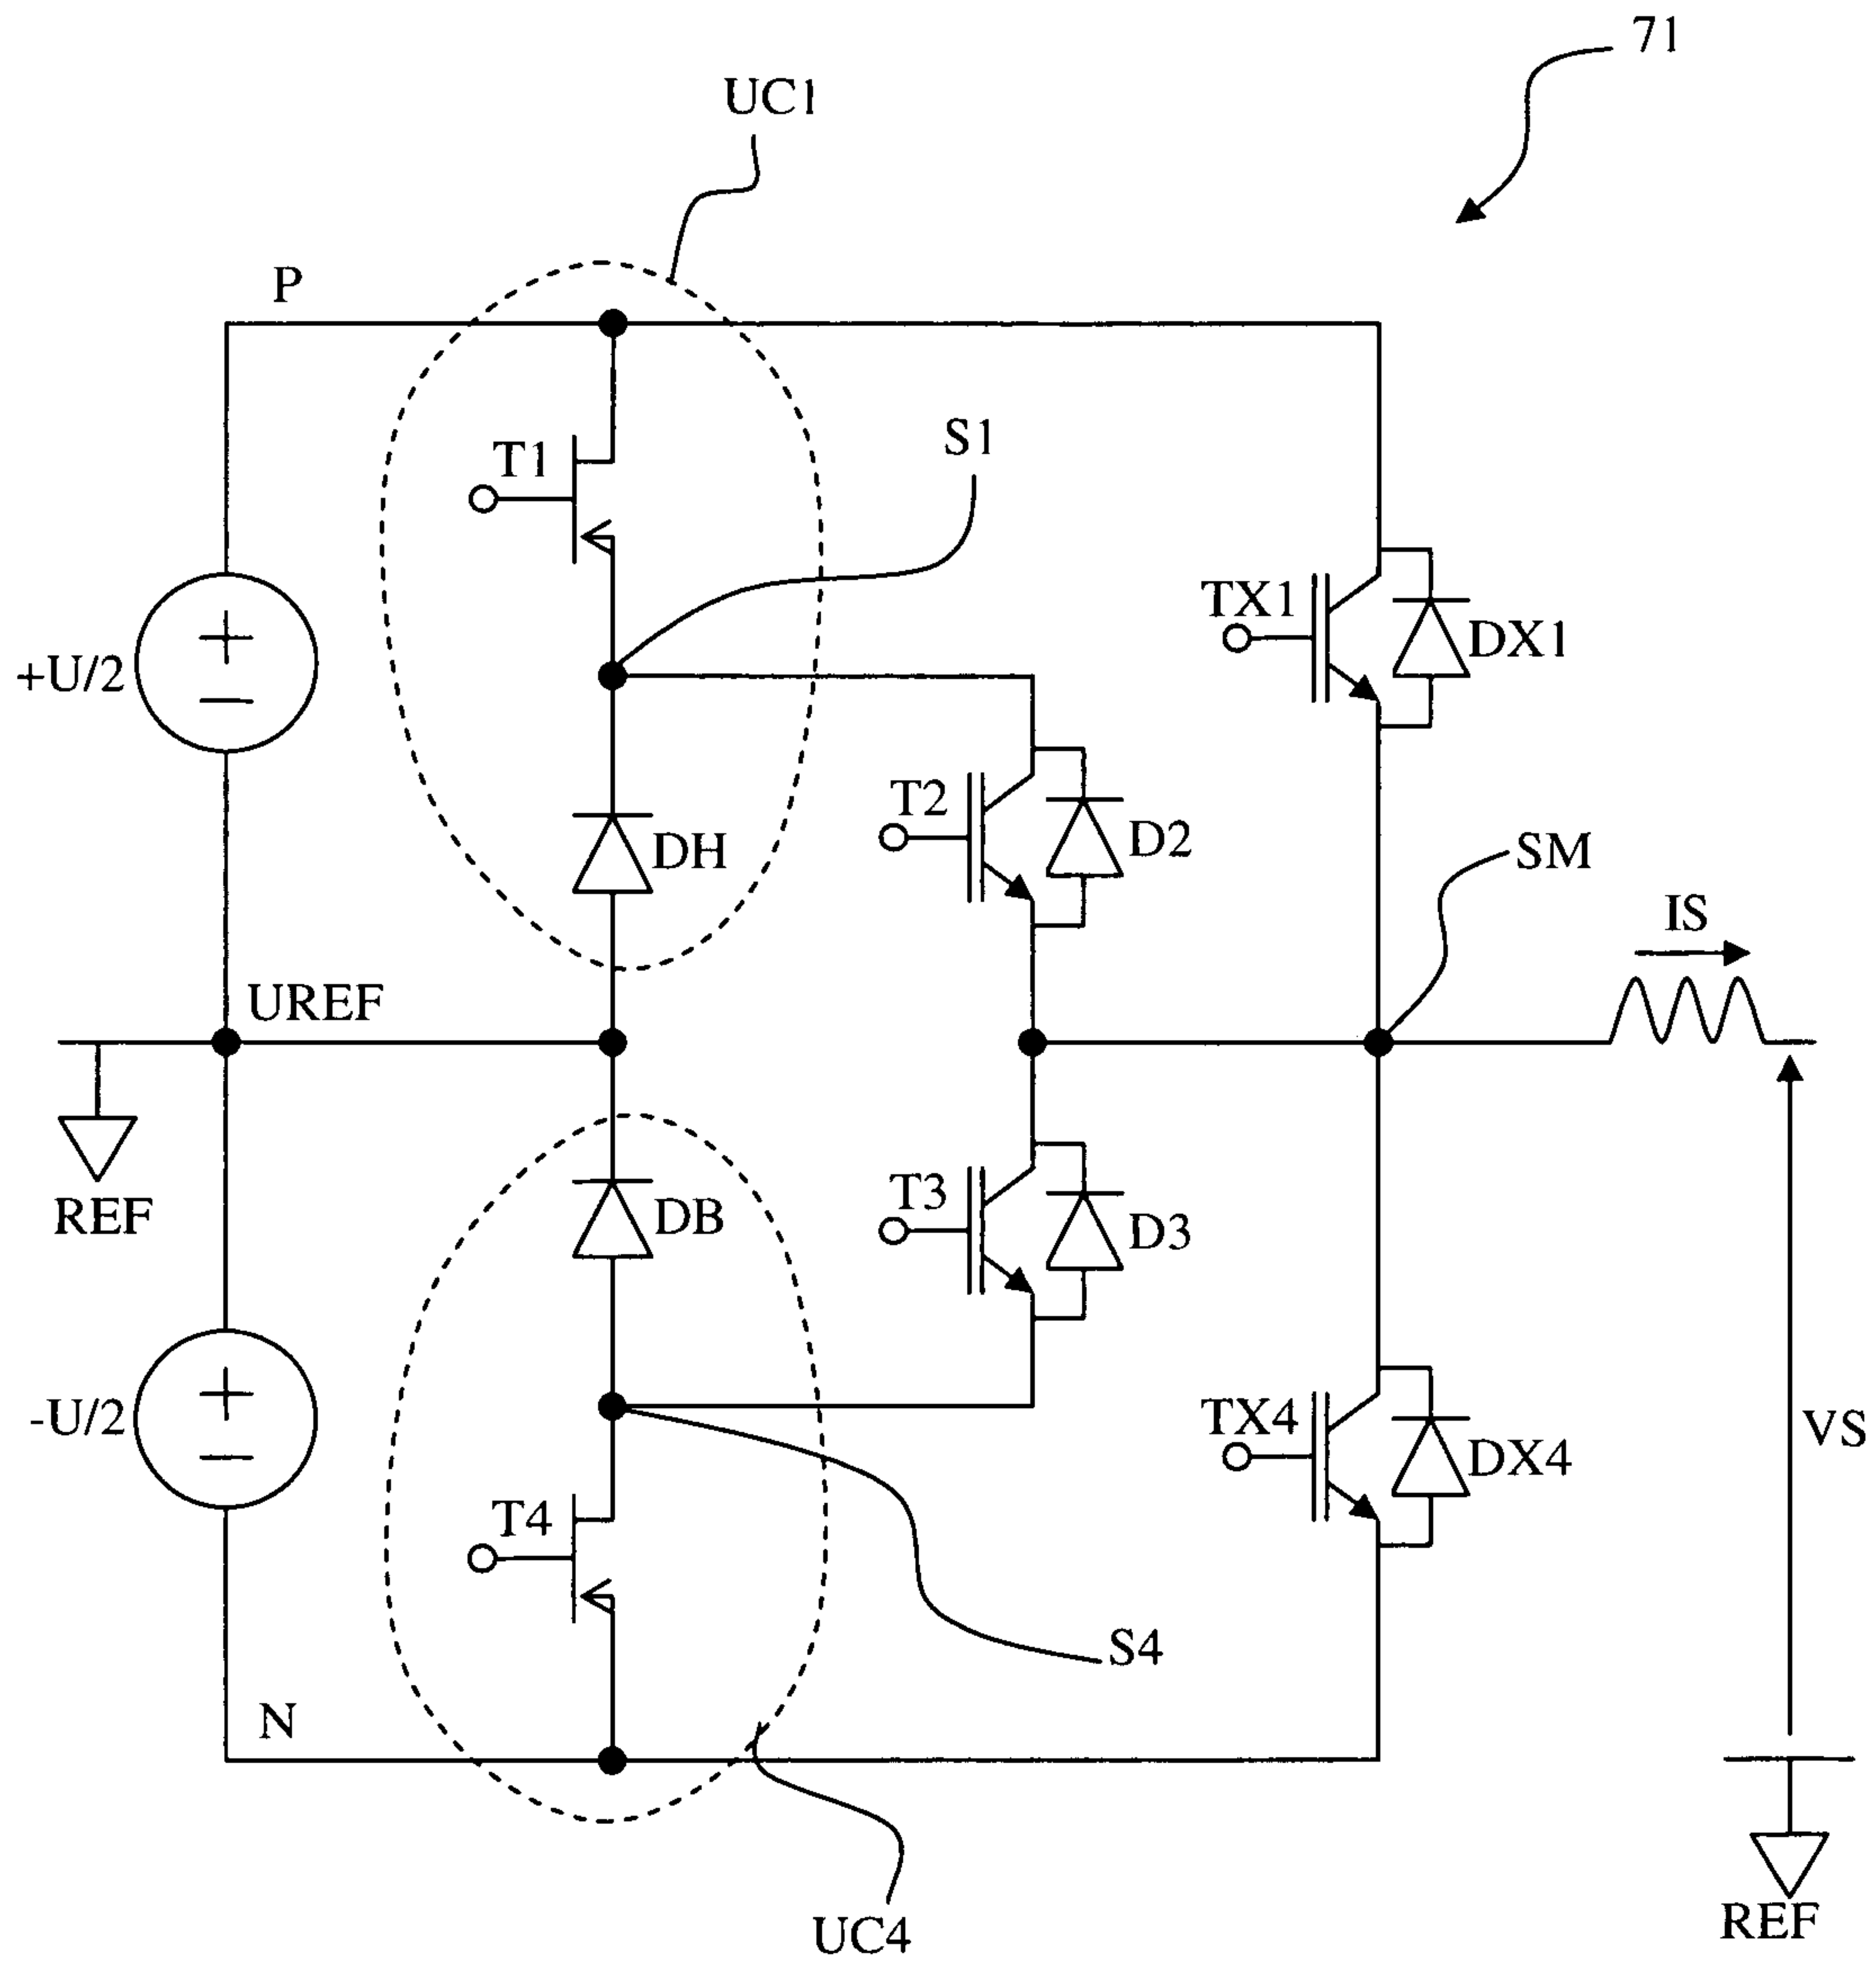 71
UC1
P
S1
T1
TX1
DX1
+U/2
T2
D2
DH
SM
IS
UREF
REF
DB
T3
D3
-U/2
TX4
DX4
VS
T4
S4
N
REF
UC4